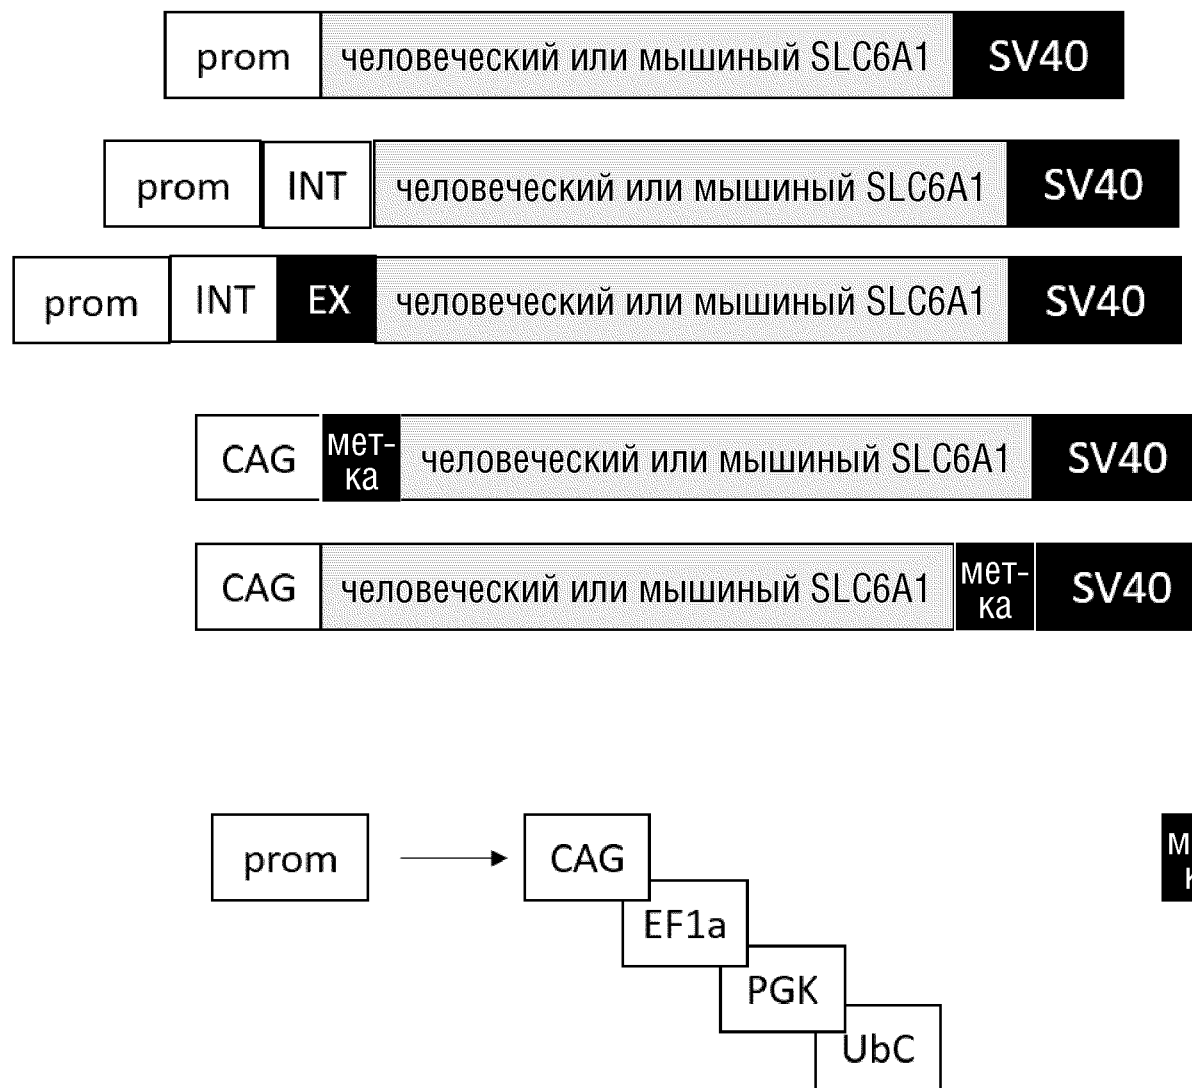 prom человеческий или мышиный SLC6A1 SV40
prom INT человеческий или мышиный SLC6A1 SV40
prom INT EX человеческий или мышиный SLC6A1 SV40
CAG мет-
ка человеческий или мышиный SLC6A1 SV40
CAG человеческий или мышиный SLC6A1 мет-
ка SV40
prom CAG
EF1a
PGK
UbC